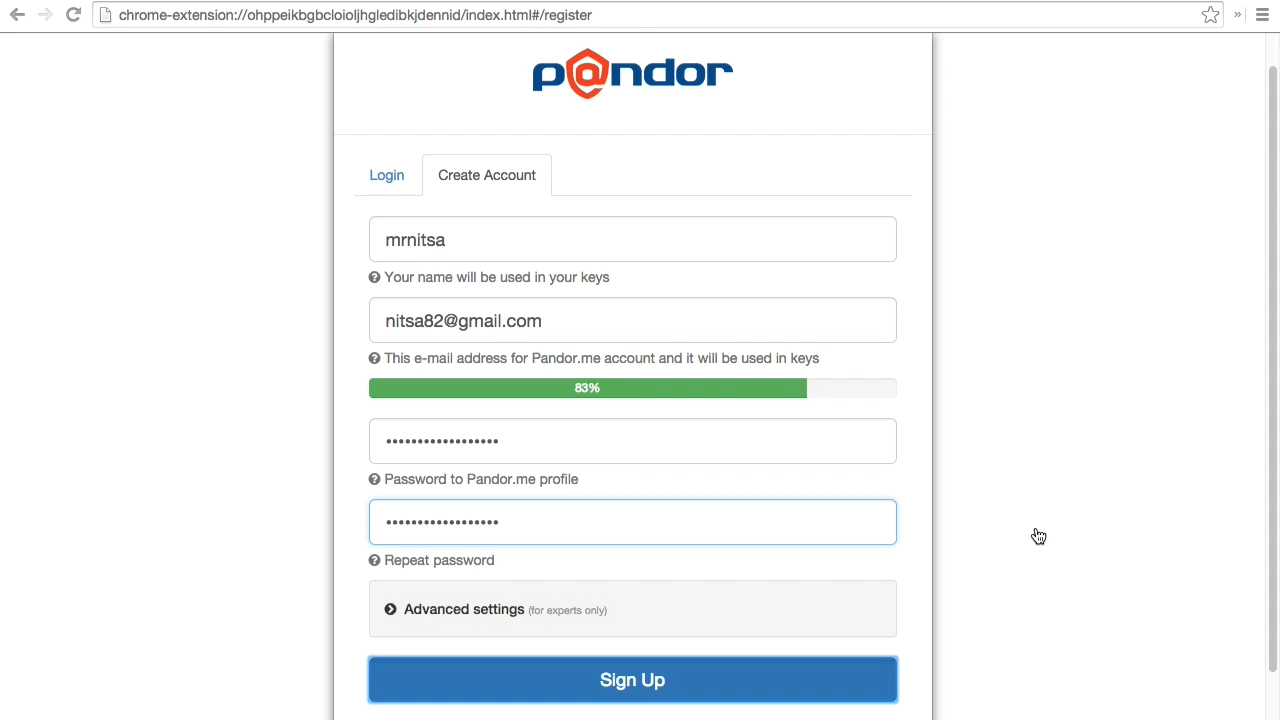 chrome-extension://ohppeikbgbcloioljhgledibkjdennid/index.html#/register
»
p@ndor
Login
Create Account
mrnitsa
Your name will be used in your keys
nitsa82@gmail.com
This e-mail address for Pandor.me account and it will be used in keys
83%
••••••••••••••••••
Password to Pandor.me profile
••••••••••••••••••
Repeat password
Advanced settings (for experts only)
Sign Up